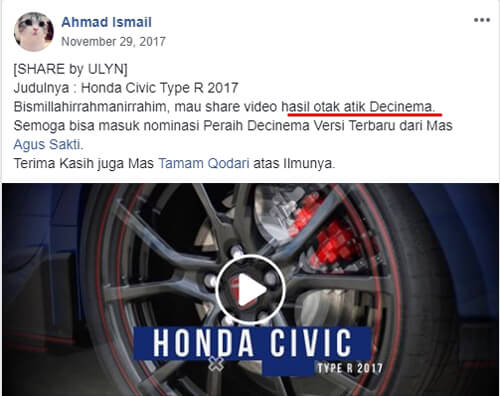 Ahmad Ismail
November 29, 2017
[SHARE by ULYN]
Judulnya : Honda Civic Type R 2017
Bismillahirrahmanirrahim, mau share video hasil otak atik Decinema.
Semoga bisa masuk nominasi Peraih Decinema Versi Terbaru dari Mas
Agus Sakti.
Terima Kasih juga Mas Tamam Qodari atas Ilmunya.
HONDA CIVIC
TYPE R 2017